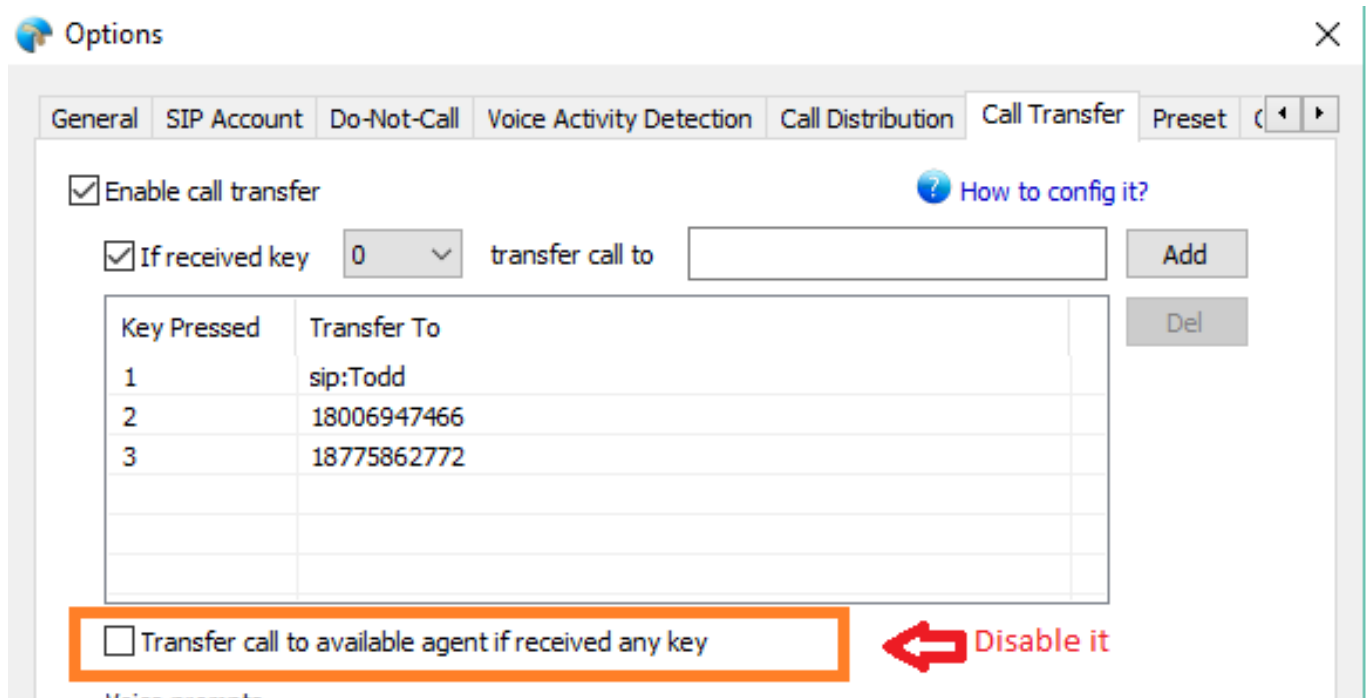 Options
General SIP Account Do-Not-Call Voice Activity Detection Call Distribution Call Transfer Preset
Enable call transfer
How to config it?
If received key 0 transfer call to Add
Key Pressed Transfer To Del
1 sip:Todd
2 18006947466
3 18775862772
Transfer call to available agent if received any key Disable it